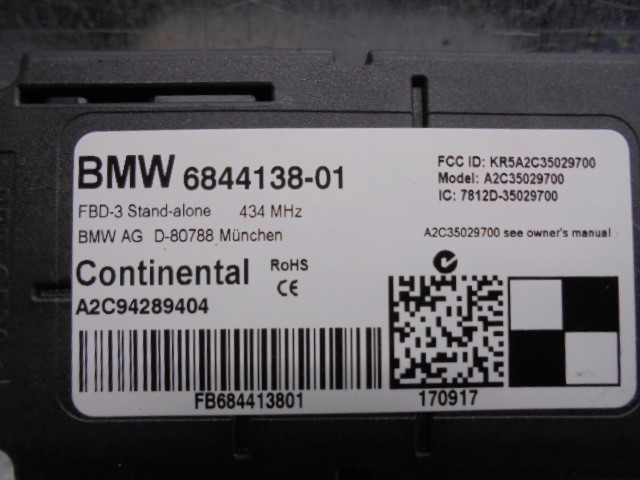 BMW 6844138-01
FBD-3 Stand-alone 434 MHz
BMW AG D-80788 München
Continental RoHS
CE
A2C94289404
FB684413801
FCC ID: KR5A2C35029700
Model: A2C35029700
IC: 7812D-35029700
A2C35029700 see owner's manual
170917